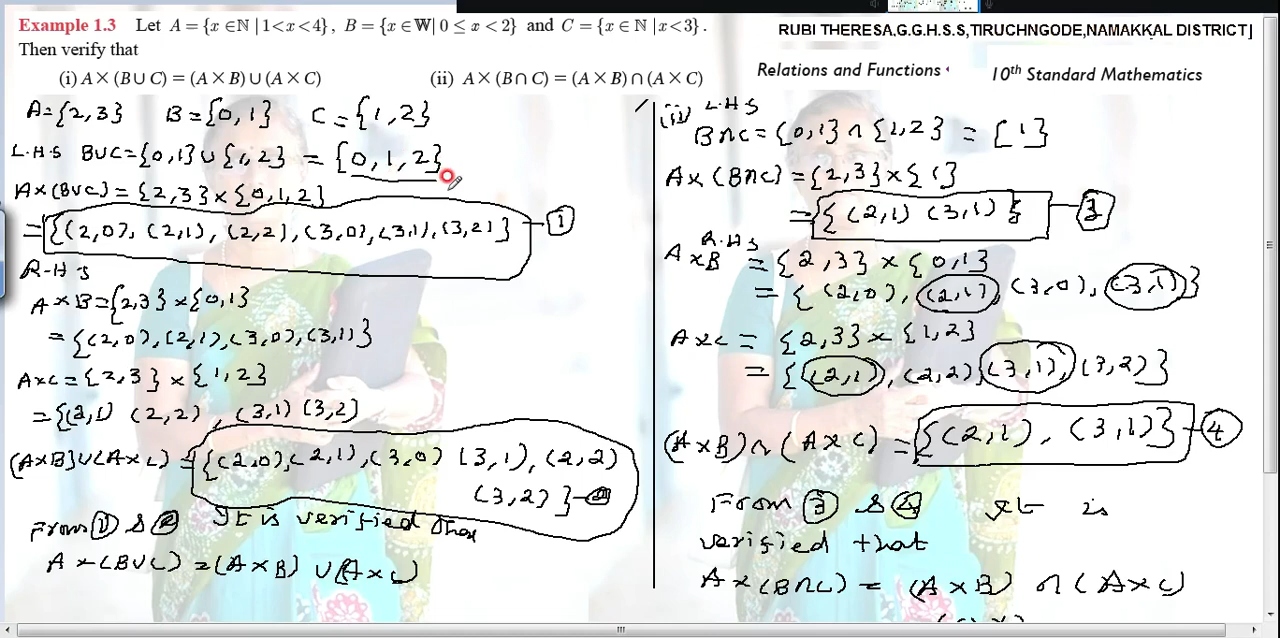 Example 1.3 Let A = {x ∈ ℕ | 1 < x < 4}, B = {x ∈ 𝕎 | 0 ≤ x < 2} and C = {x ∈ ℕ | x < 3}.
Then verify that
(i) A × (B ∪ C) = (A × B) ∪ (A × C) (ii) A × (B ∩ C) = (A × B) ∩ (A × C)
RUBI THERESA,G.G.H.S.S,TIRUCHNGODE,NAMAKKAL DISTRICT]
Relations and Functions 10th Standard Mathematics
A={2,3} B={0,1} C={1,2}
L.H.S B∪C={0,1}∪{1,2} = {0,1,2}
A×(B∪C) = {2,3}×{0,1,2}
={(2,0), (2,1), (2,2), (3,0), (3,1), (3,2)} — ①
R-H-S
A×B={2,3}×{0,1}
={(2,0), (2,1), (3,0), (3,1)}
A×C={2,3}×{1,2}
={(2,1) (2,2), (3,1) (3,2)
(A×B)∪(A×C) = {(2,0), (2,1), (3,0) (3,1), (2,2)
(3,2)} — ②
From ① & ② It is verified that
A×(B∪C) = (A×B) ∪(A×C)
(ii) L.H.S
B∩C={0,1}∩{1,2} = {1}
A×(B∩C) = {2,3}×{1}
= {(2,1) (3,1)} — ③
R.H.S
A×B = {2,3}×{0,1}
= {(2,0), (2,1), (3,0), (3,1)}
A×C = {2,3}×{1,2}
= {(2,1), (2,2), (3,1), (3,2)}
(A×B)∩(A×C) = {(2,1), (3,1)} — ④
From ③ & ④ It is
verified that
A×(B∩C) = (A×B) ∩(A×C)